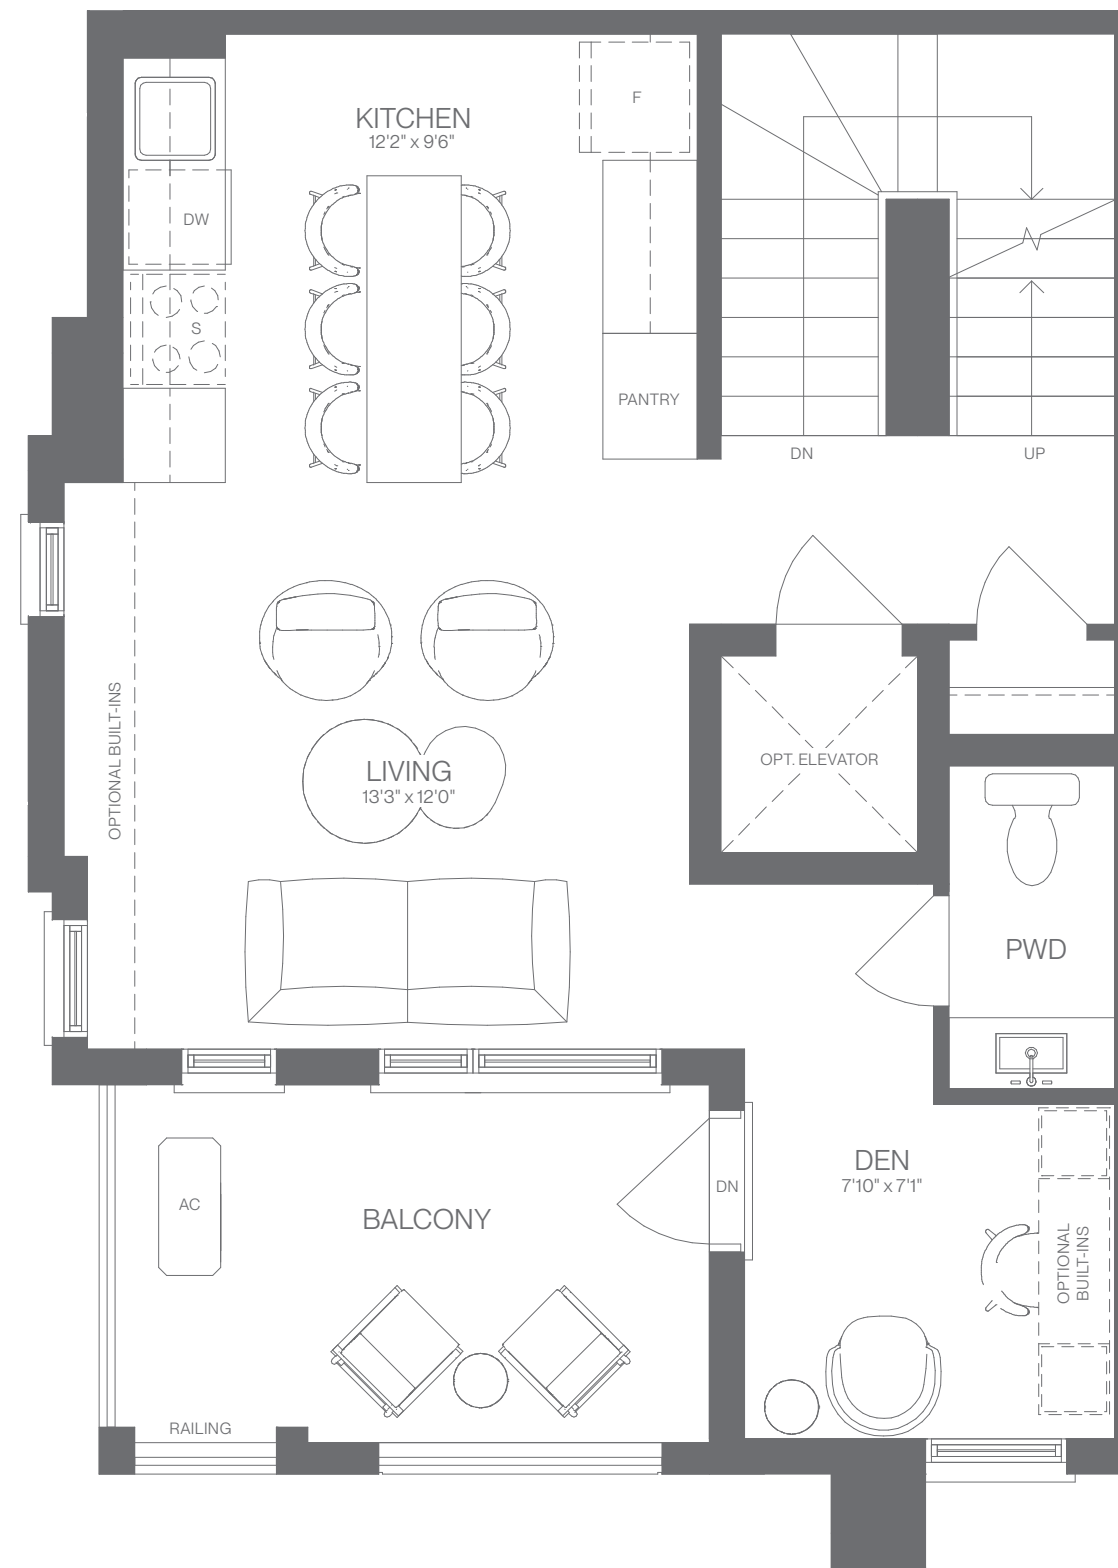 KITCHEN
12'2" x 9'6"
F
DW
S
PANTRY
DN
UP
OPTIONAL BUILT-INS
LIVING
13'3" x 12'0"
OPT. ELEVATOR
PWD
DEN
7'10" x 7'1"
DN
AC
BALCONY
OPTIONAL
BUILT-INS
RAILING